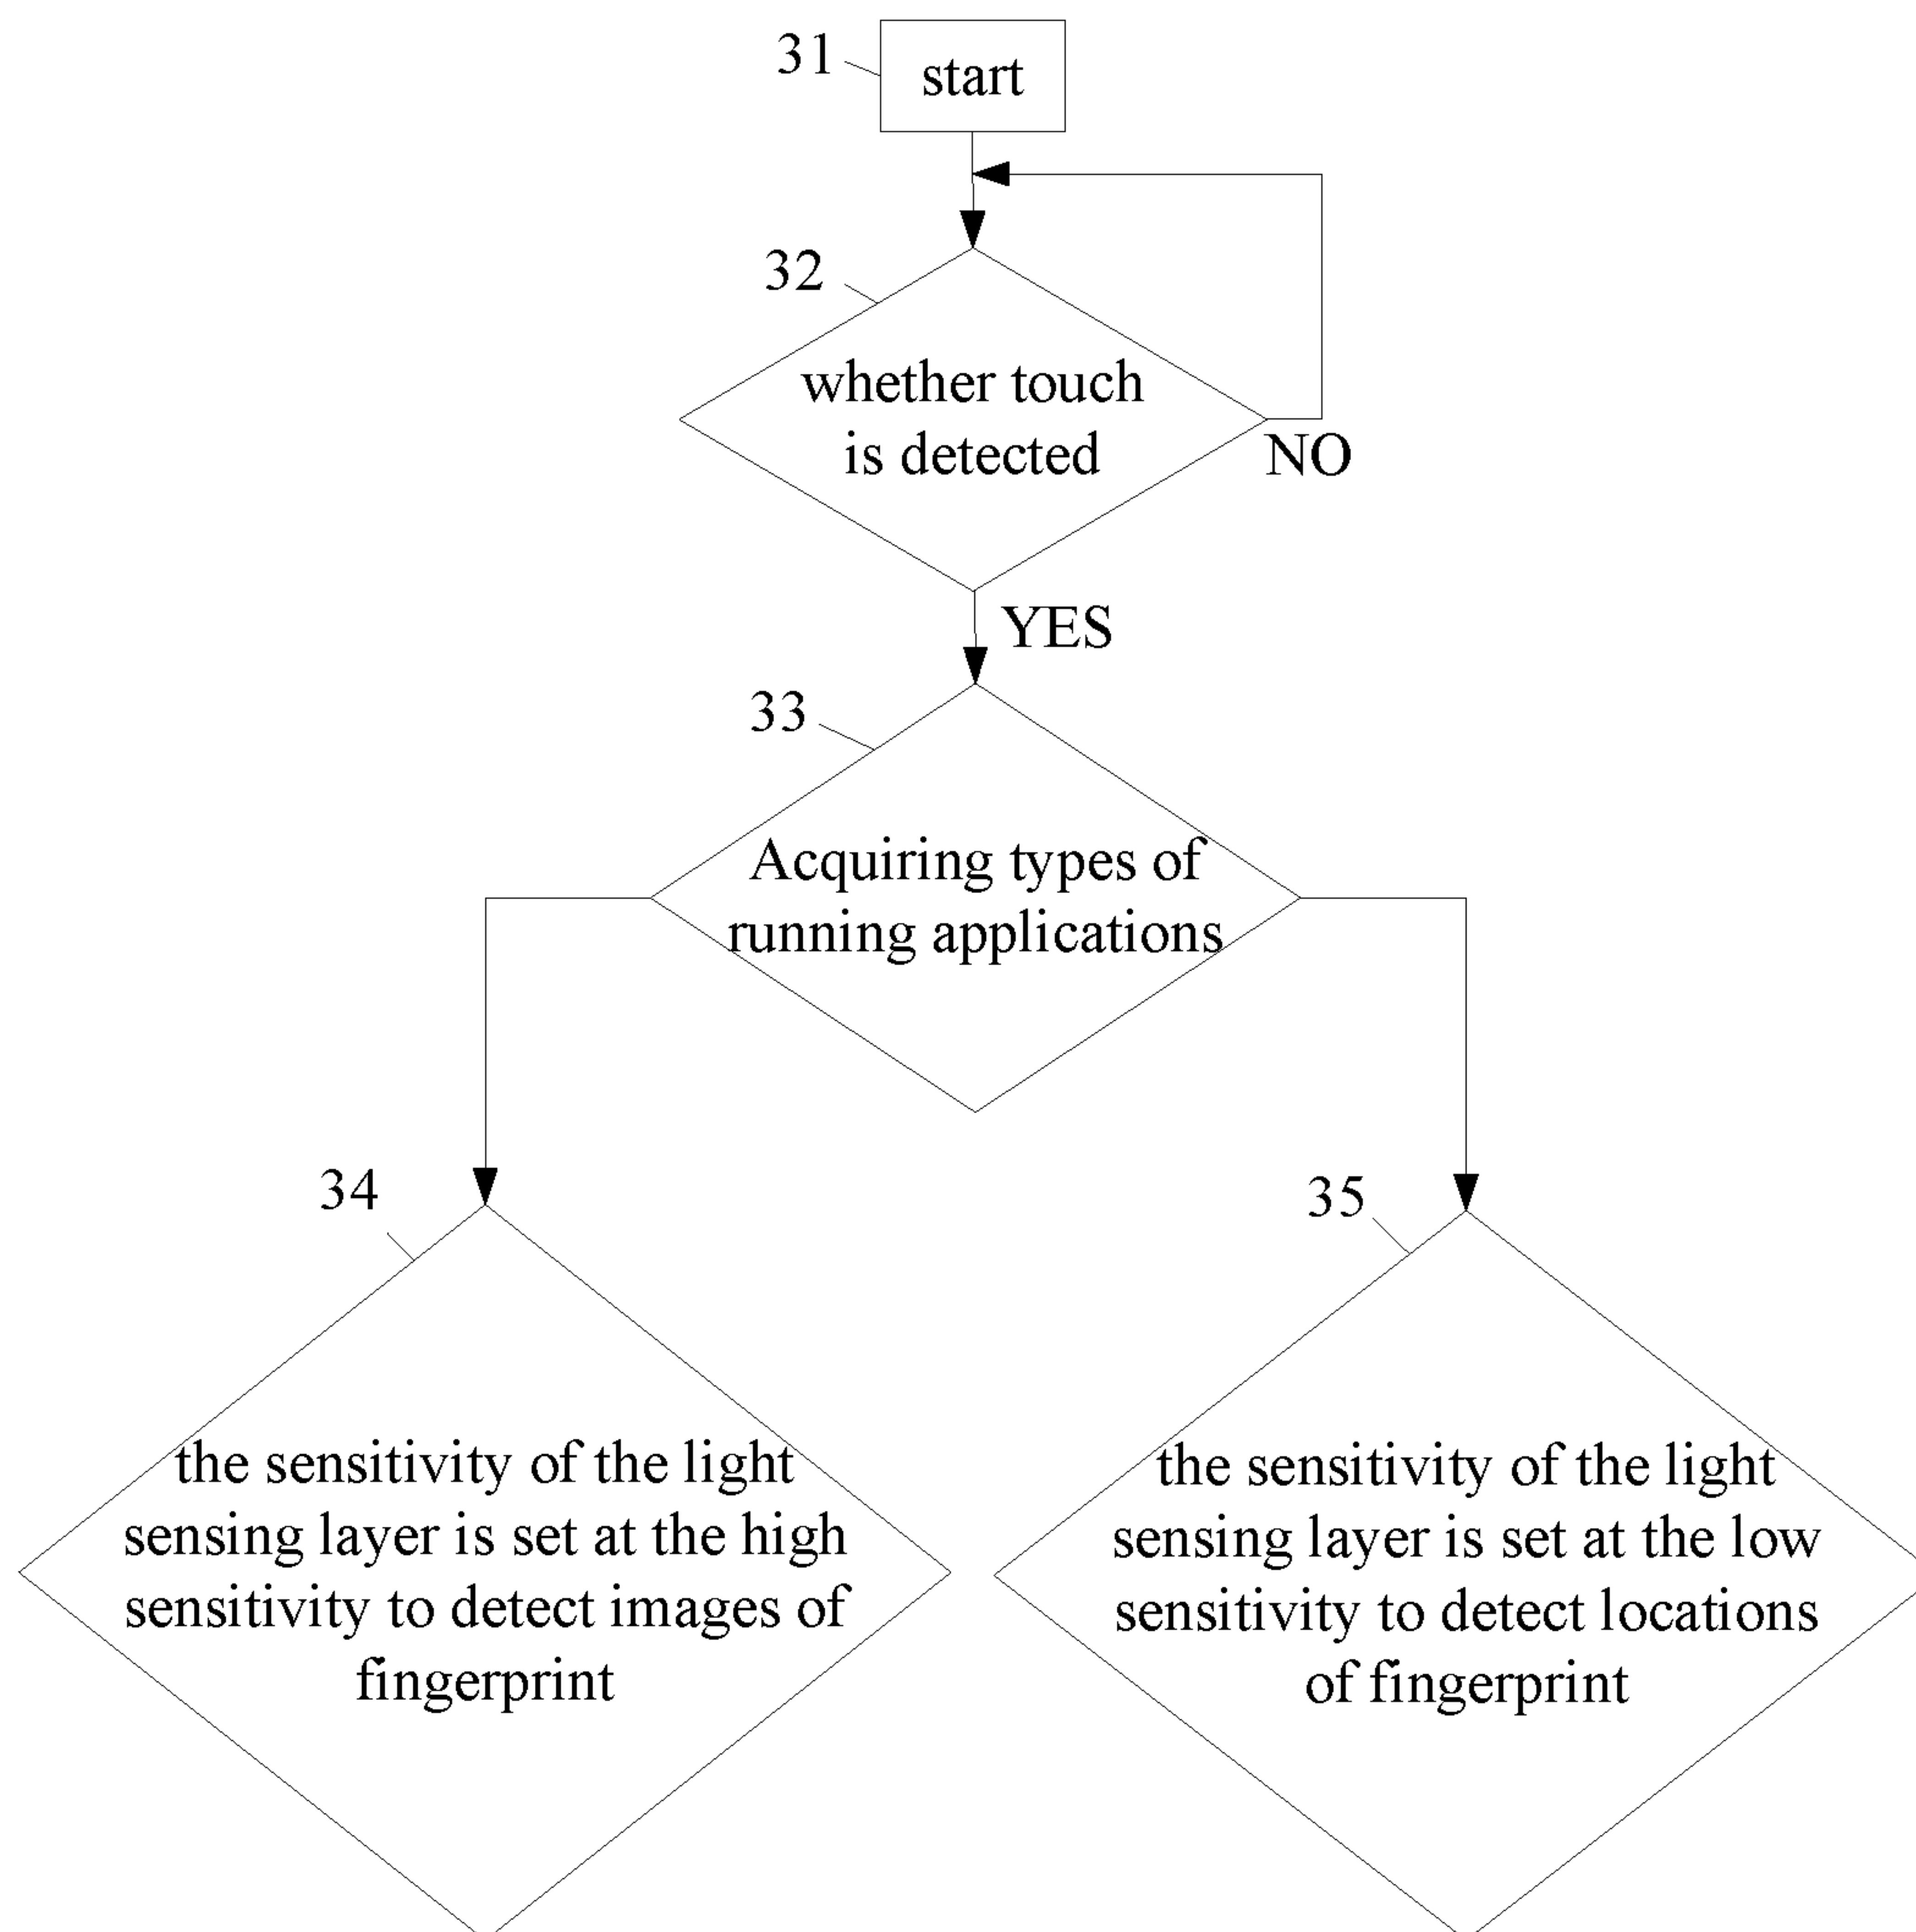 31
start
32
whether touch
is detected
NO
YES
33
Acquiring types of
running applications
34
the sensitivity of the light
sensing layer is set at the high
sensitivity to detect images of
fingerprint
35
the sensitivity of the light
sensing layer is set at the low
sensitivity to detect locations
of fingerprint